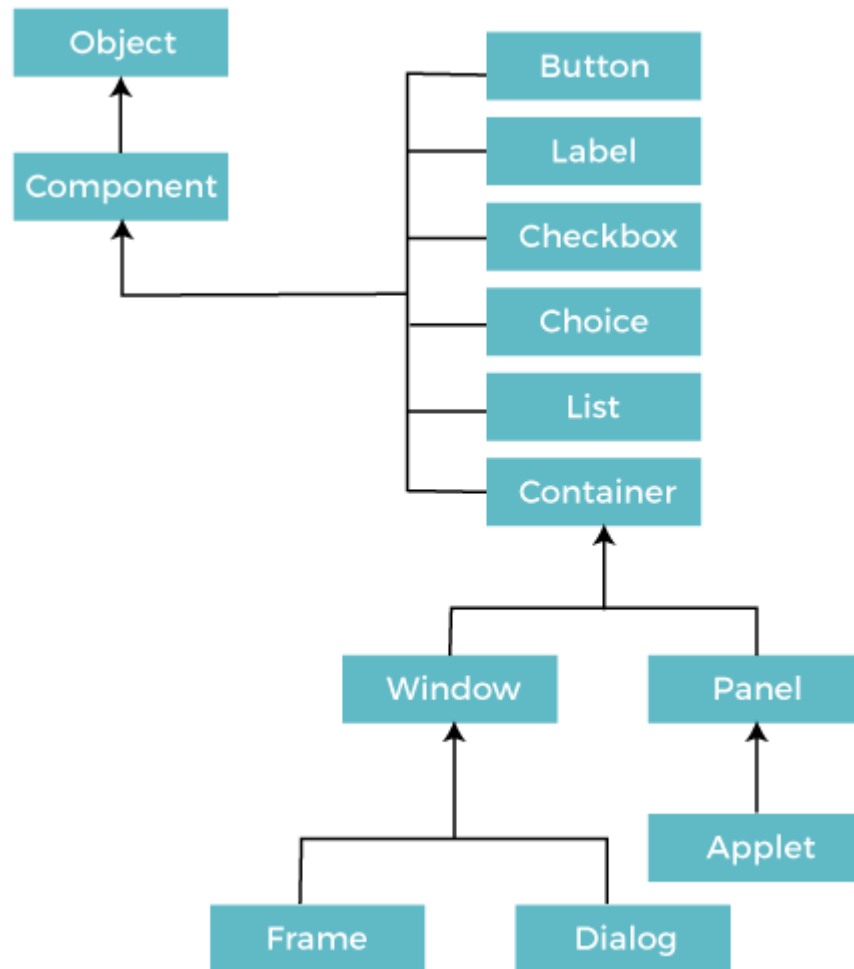 Object
Button
Label
Component
Checkbox
Choice
List
Container
Window
Panel
Applet
Frame
Dialog